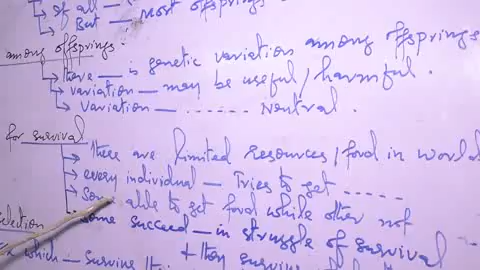 of all
But — most offsprings
among offsprings.
there — is genetic variation among offsprings
variation — may be useful/harmful.
variation — ...... Neutral.
for survival
There are limited resources/food in world
every individual — Tries to get .....
able to get food while other not
some succeed — in struggle of survival
selection
which — Survive + they survive